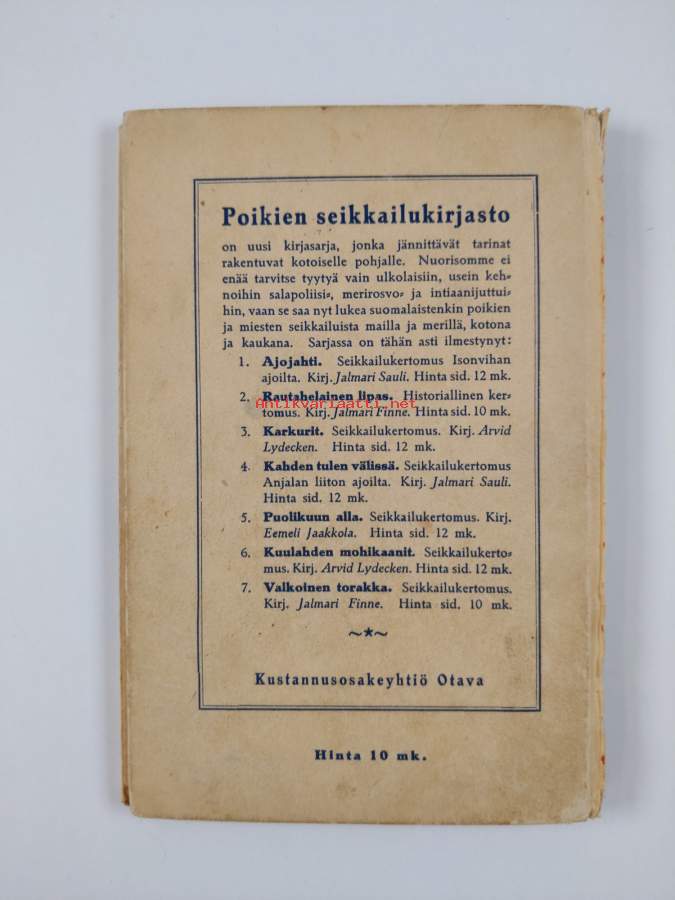 Poikien seikkailukirjasto
on uusi kirjasarja, jonka jännittävät tarinat
rakentuvat kotoiselle pohjalle. Nuorisomme ei
enää tarvitse tyytyä vain ulkolaisiin, usein keh-
noihin salapoliisi-, merirosvo- ja intiaanijuttui-
hin, vaan se saa nyt lukea suomalaistenkin poikien
ja miesten seikkailuista mailla ja merillä, kotona
ja kaukana. Sarjassa on tähän asti ilmestynyt:
1. Ajojahti. Seikkailukertomus Isonvihan
ajoilta. Kirj. Jalmari Sauli. Hinta sid. 12 mk.
2. Rautahelainen lipas. Historiallinen ker-
Antikvariaatti.net
tomus. Kirj. Jalmari Finne. Hinta sid. 10 mk.
3. Karkurit. Seikkailukertomus. Kirj. Arvid
Lydecken. Hinta sid. 12 mk.
4. Kahden tulen välissä. Seikkailukertomus
Anjalan liiton ajoilta. Kirj. Jalmari Sauli.
Hinta sid. 12 mk.
5. Puolikuun alla. Seikkailukertomus. Kirj.
Eemeli Jaakkola. Hinta sid. 12 mk.
6. Kuulahden mohikaanit. Seikkailukerto-
mus. Kirj. Arvid Lydecken. Hinta sid. 12 mk.
7. Valkoinen torakka. Seikkailukertomus.
Kirj. Jalmari Finne. Hinta sid. 10 mk.
~★~
Kustannusosakeyhtiö Otava
Hinta 10 mk.